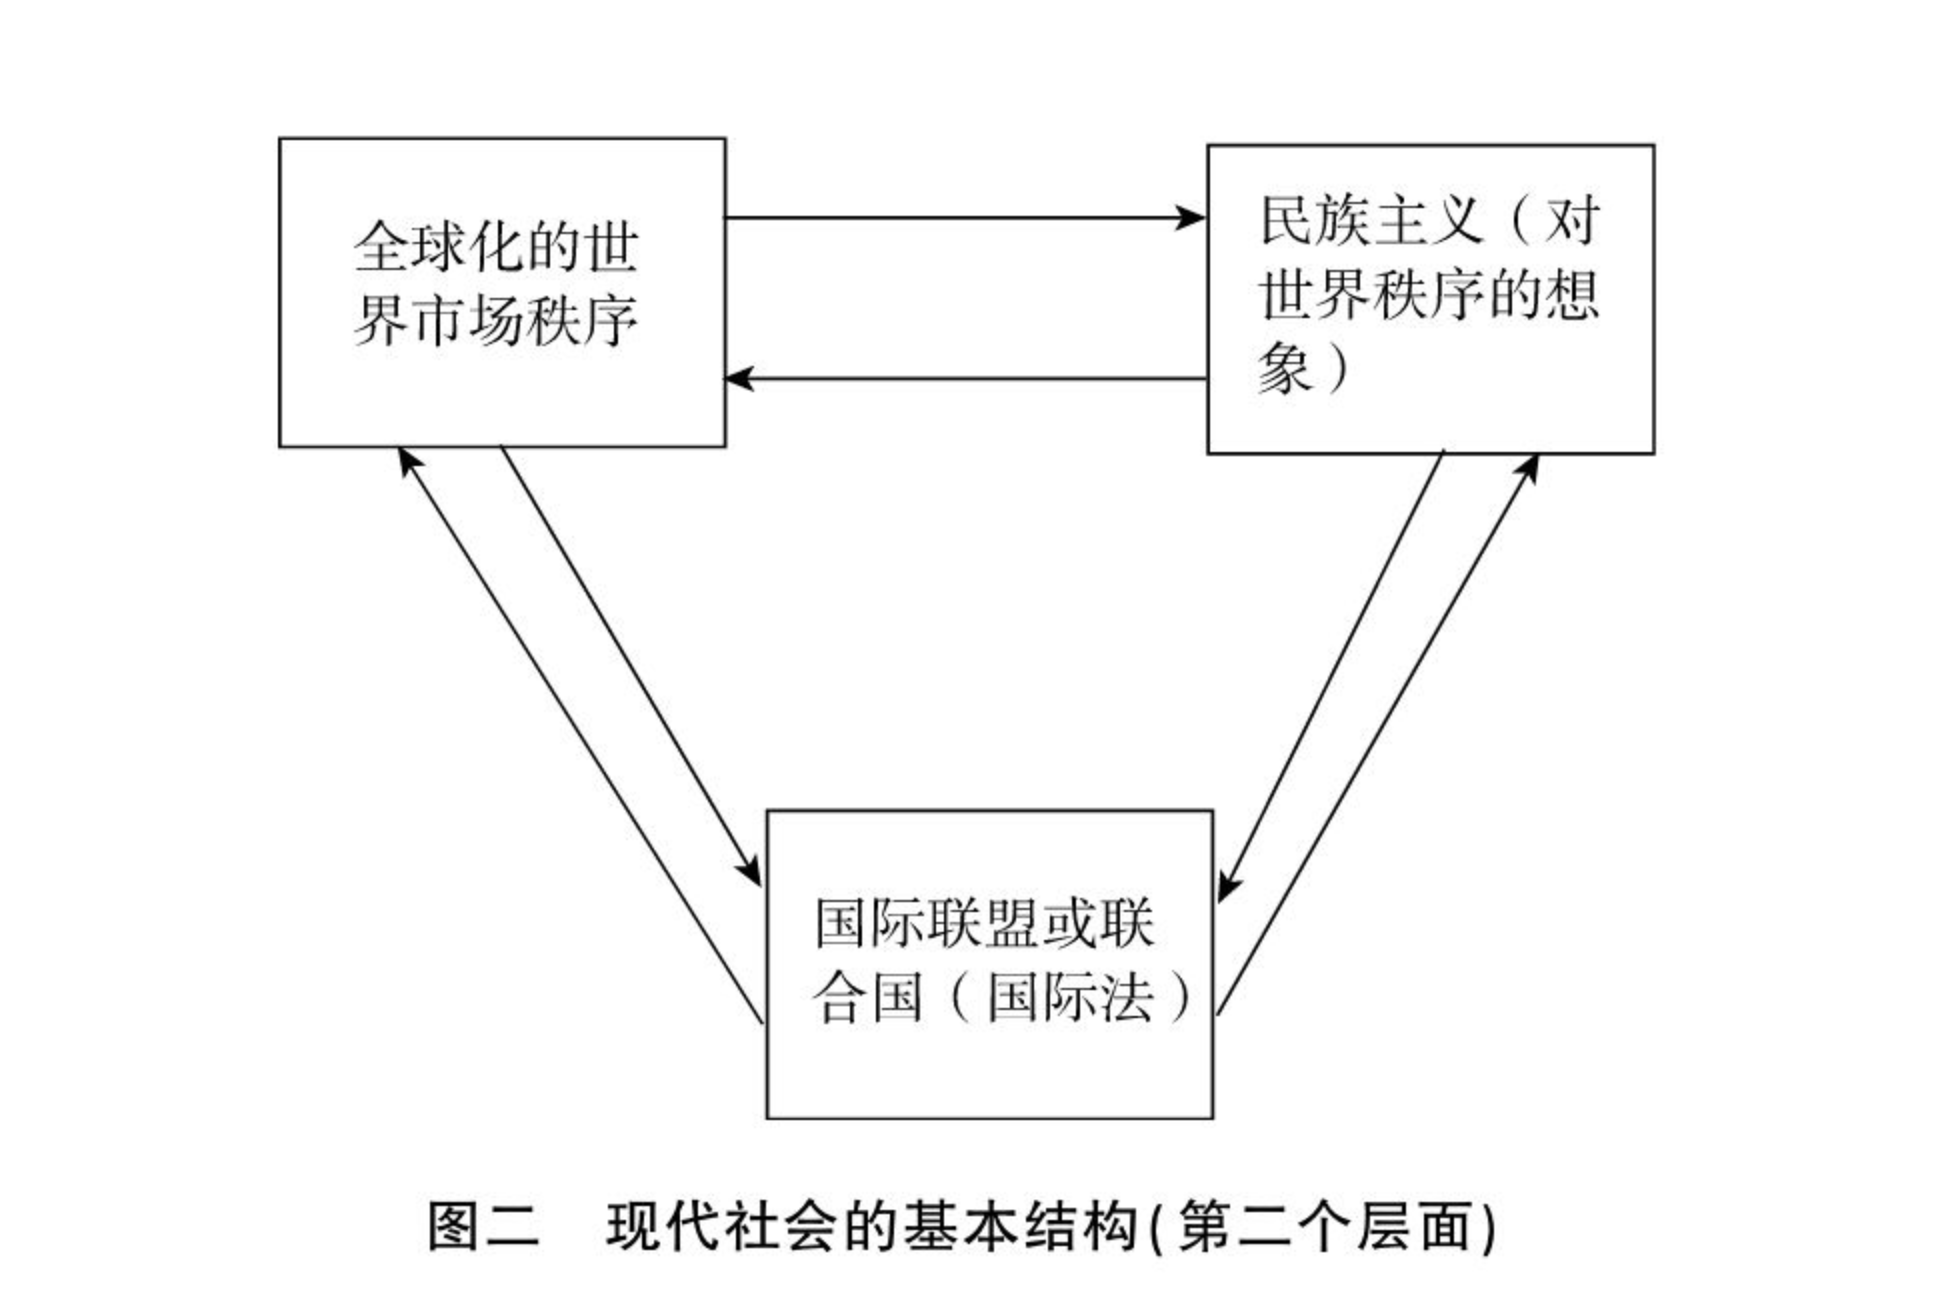 全球化的世
界市场秩序
民族主义（对
世界秩序的想
象）
国际联盟或联
合国（国际法）
图二　现代社会的基本结构(第二个层面)